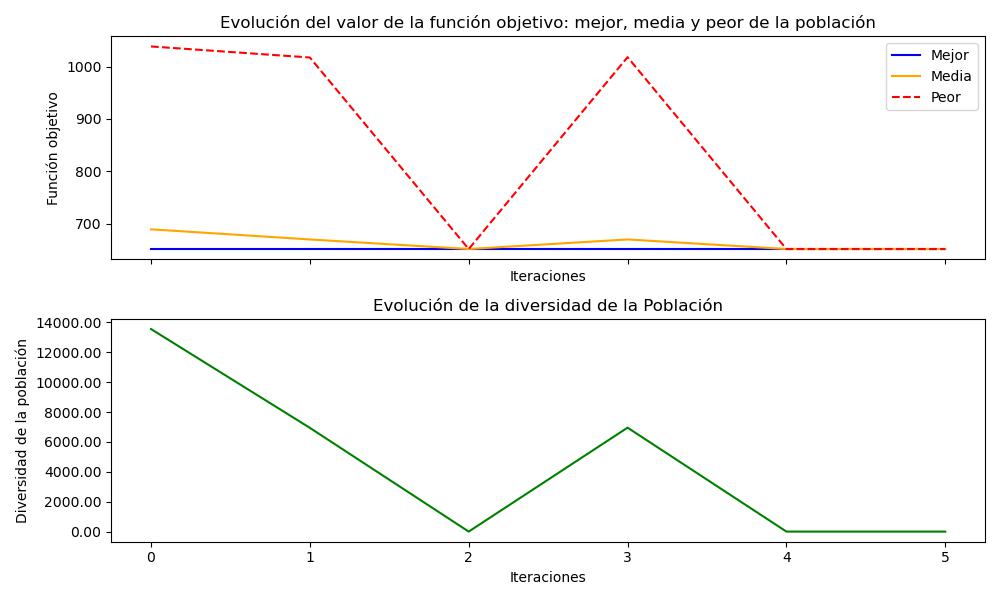 Evolución del valor de la función objetivo: mejor, media y peor de la población
Función objetivo
1000
900
800
700
Mejor
Media
Peor
Iteraciones
Evolución de la diversidad de la Población
Diversidad de la población
14000.00
12000.00
10000.00
8000.00
6000.00
4000.00
2000.00
0.00
0 1 2 3 4 5
Iteraciones